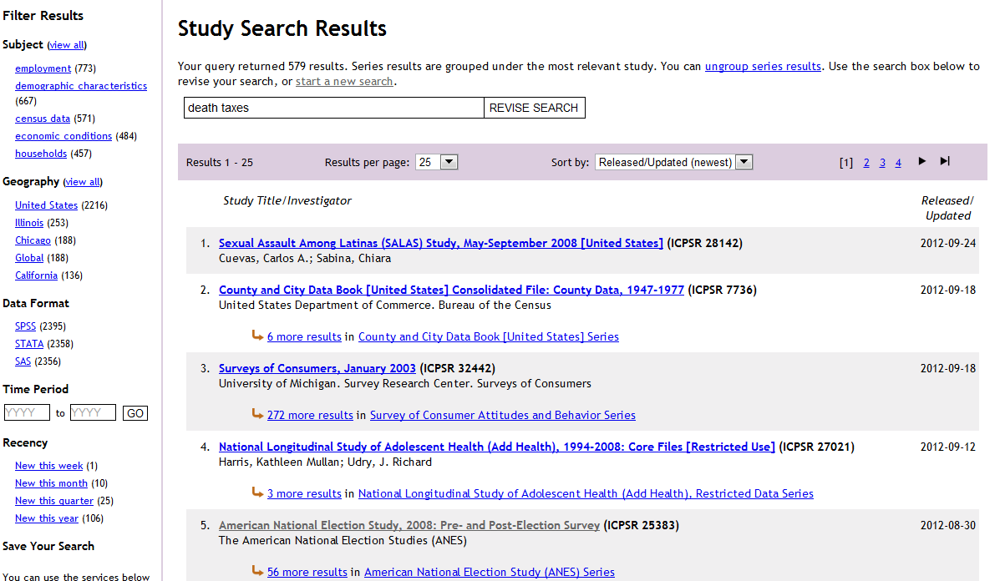 Filter Results
Subject (view all)
employment (773)
demographic characteristics
(667)
census data (571)
economic conditions (484)
households (457)
Geography (view all)
United States (2216)
Illinois (253)
Chicago (188)
Global (188)
California (136)
Data Format
SPSS (2395)
STATA (2358)
SAS (2356)
Time Period
YYYY to YYYY GO
Recency
New this week (1)
New this month (10)
New this quarter (25)
New this year (106)
Save Your Search
You can use the services below
Study Search Results
Your query returned 579 results. Series results are grouped under the most relevant study. You can ungroup series results. Use the search box below to
revise your search, or start a new search.
death taxes REVISE SEARCH
Results 1 - 25 Results per page: 25 Sort by: Released/Updated (newest) [1] 2 3 4
Study Title/Investigator Released/
Updated
1. Sexual Assault Among Latinas (SALAS) Study, May-September 2008 [United States] (ICPSR 28142) 2012-09-24
Cuevas, Carlos A.; Sabina, Chiara
2. County and City Data Book [United States] Consolidated File: County Data, 1947-1977 (ICPSR 7736) 2012-09-18
United States Department of Commerce. Bureau of the Census
6 more results in County and City Data Book [United States] Series
3. Surveys of Consumers, January 2003 (ICPSR 32442) 2012-09-18
University of Michigan. Survey Research Center. Surveys of Consumers
272 more results in Survey of Consumer Attitudes and Behavior Series
4. National Longitudinal Study of Adolescent Health (Add Health), 1994-2008: Core Files [Restricted Use] (ICPSR 27021) 2012-09-12
Harris, Kathleen Mullan; Udry, J. Richard
3 more results in National Longitudinal Study of Adolescent Health (Add Health), Restricted Data Series
5. American National Election Study, 2008: Pre- and Post-Election Survey (ICPSR 25383) 2012-08-30
The American National Election Studies (ANES)
56 more results in American National Election Study (ANES) Series